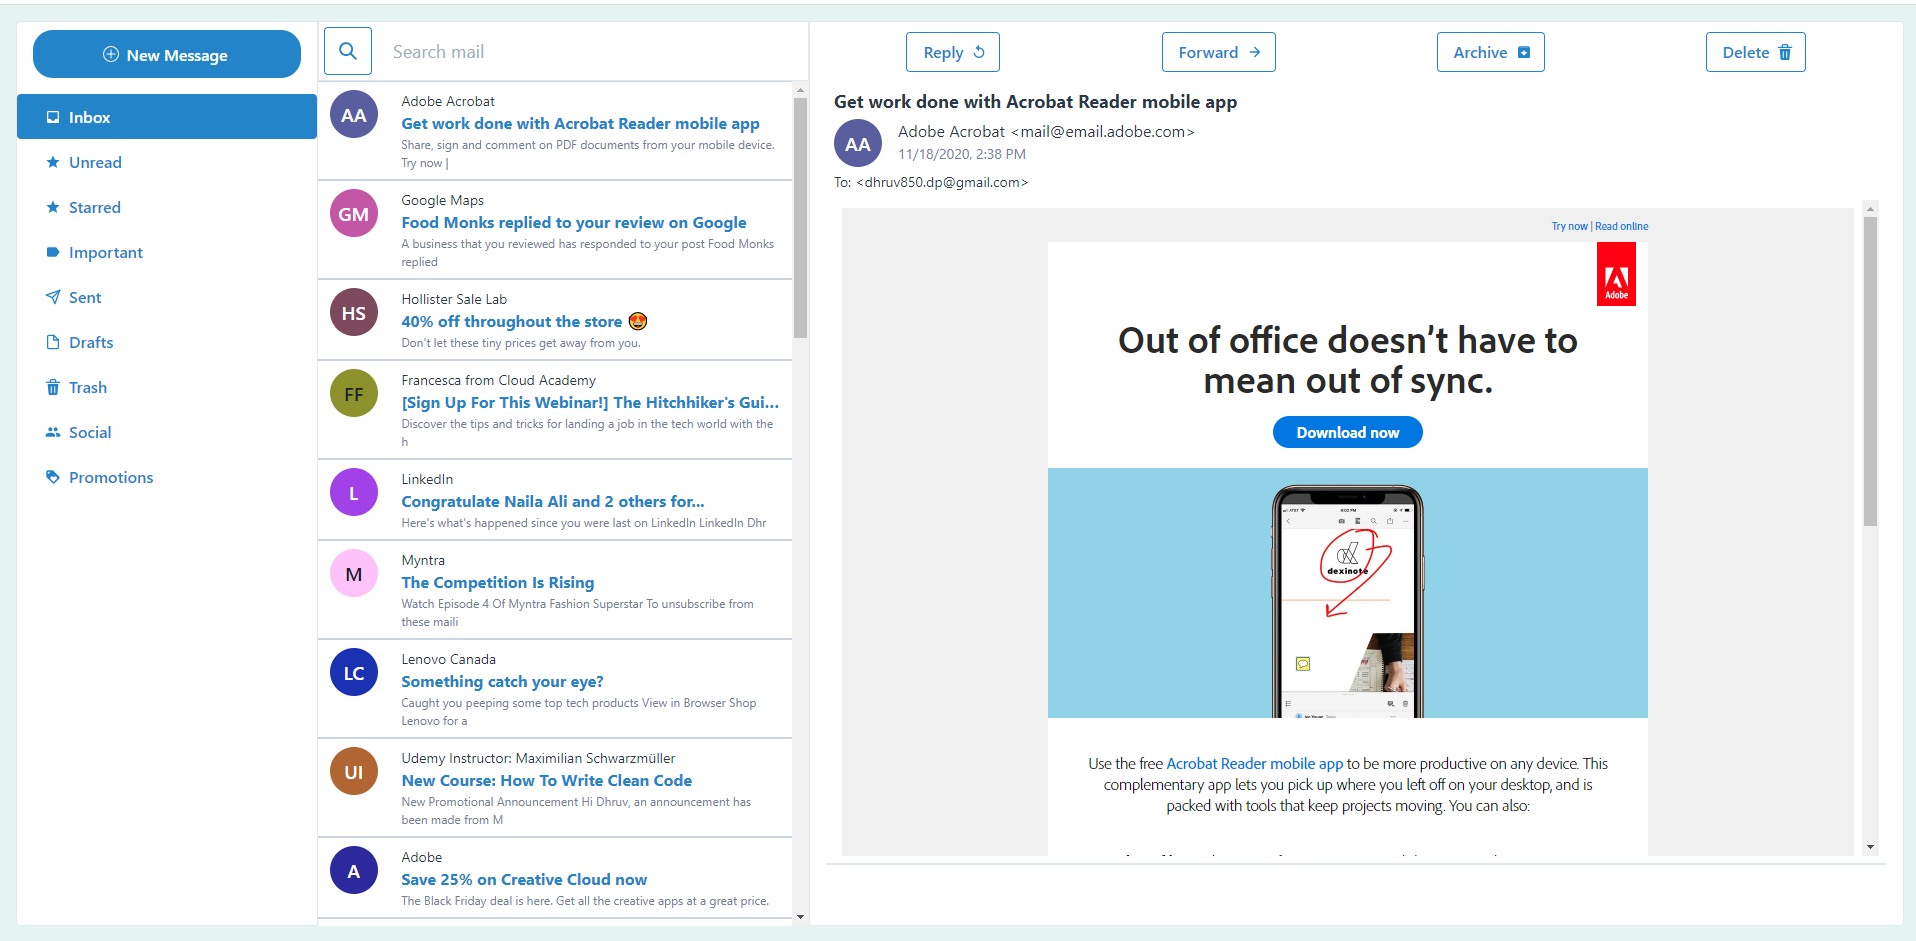 New Message
Inbox
Unread
Starred
Important
Sent
Drafts
Trash
Social
Promotions
Search mail
AA
Adobe Acrobat
Get work done with Acrobat Reader mobile app
Share, sign and comment on PDF documents from your mobile device.
Try now |
GM
Google Maps
Food Monks replied to your review on Google
A business that you reviewed has responded to your post Food Monks
replied
HS
Hollister Sale Lab
40% off throughout the store 😍
Don't let these tiny prices get away from you.
FF
Francesca from Cloud Academy
[Sign Up For This Webinar!] The Hitchhiker's Gui...
Discover the tips and tricks for landing a job in the tech world with the
h
L
LinkedIn
Congratulate Naila Ali and 2 others for...
Here's what's happened since you were last on LinkedIn LinkedIn Dhr
M
Myntra
The Competition Is Rising
Watch Episode 4 Of Myntra Fashion Superstar To unsubscribe from
these maili
LC
Lenovo Canada
Something catch your eye?
Caught you peeping some top tech products View in Browser Shop
Lenovo for a
UI
Udemy Instructor: Maximilian Schwarzmüller
New Course: How To Write Clean Code
New Promotional Announcement Hi Dhruv, an announcement has
been made from M
A
Adobe
Save 25% on Creative Cloud now
The Black Friday deal is here. Get all the creative apps at a great price.
Reply
Forward
Archive
Delete
Get work done with Acrobat Reader mobile app
AA
Adobe Acrobat <mail@email.adobe.com>
11/18/2020, 2:38 PM
To: <dhruv850.dp@gmail.com>
Try now | Read online
Adobe
Out of office doesn’t have to
mean out of sync.
Download now
6:02 PM
dexinote
Use the free Acrobat Reader mobile app to be more productive on any device. This
complementary app lets you pick up where you left off on your desktop, and is
packed with tools that keep projects moving. You can also: